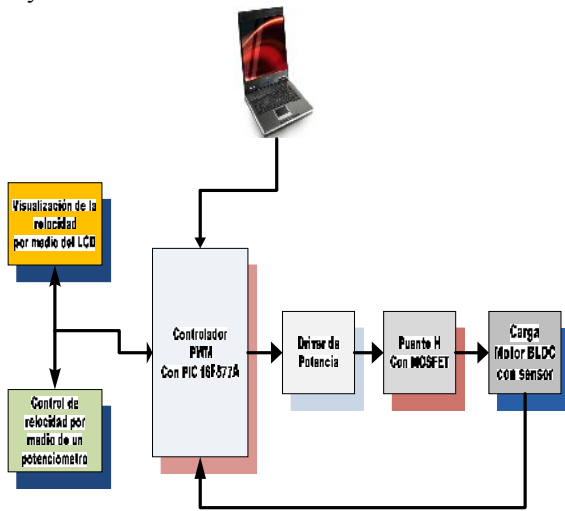 Visualización de la
velocidad
por medio del LCD
Control de
velocidad por
medio de un
potenciometro
Controlador
PWM
Con PIC 16F877A
Driver de
Potencia
Puente H
Con MOSFET
Carga
Motor BLDC
con sensor